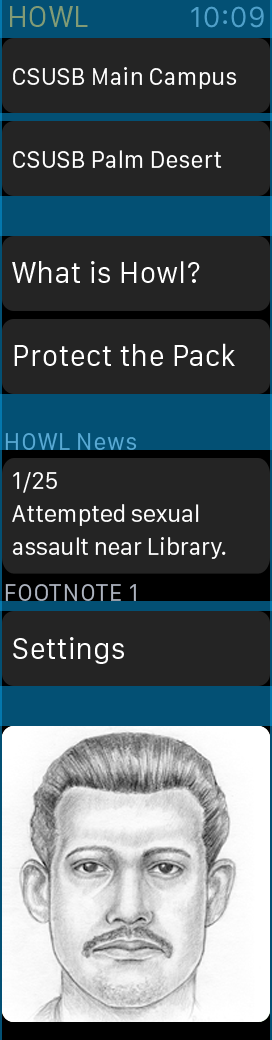 HOWL 10:09
CSUSB Main Campus
CSUSB Palm Desert
What is Howl?
Protect the Pack
HOWL News
1/25
Attempted sexual
assault near Library.
FOOTNOTE 1
Settings